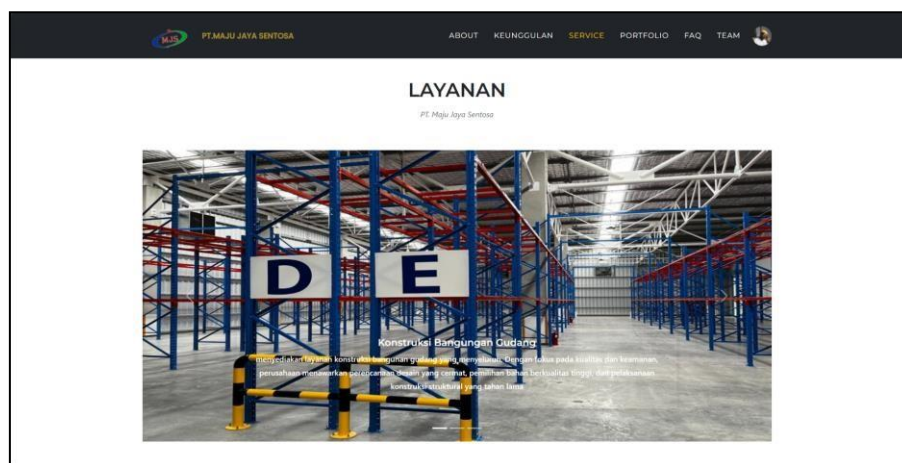 MJS
PT.MAJU JAYA SENTOSA
ABOUT KEUNGGULAN SERVICE PORTFOLIO FAQ TEAM
LAYANAN
PT. Maju Jaya Sentosa
D E
Konstruksi Bangungan Gudang
menyediakan layanan konstruksi bangunan gudang yang menyeluruh. Dengan fokus pada kualitas dan keamanan,
perusahaan menawarkan perencanaan desain yang cermat, pemilihan bahan berkualitas tinggi, dan pelaksanaan
konstruksi struktural yang tahan lama